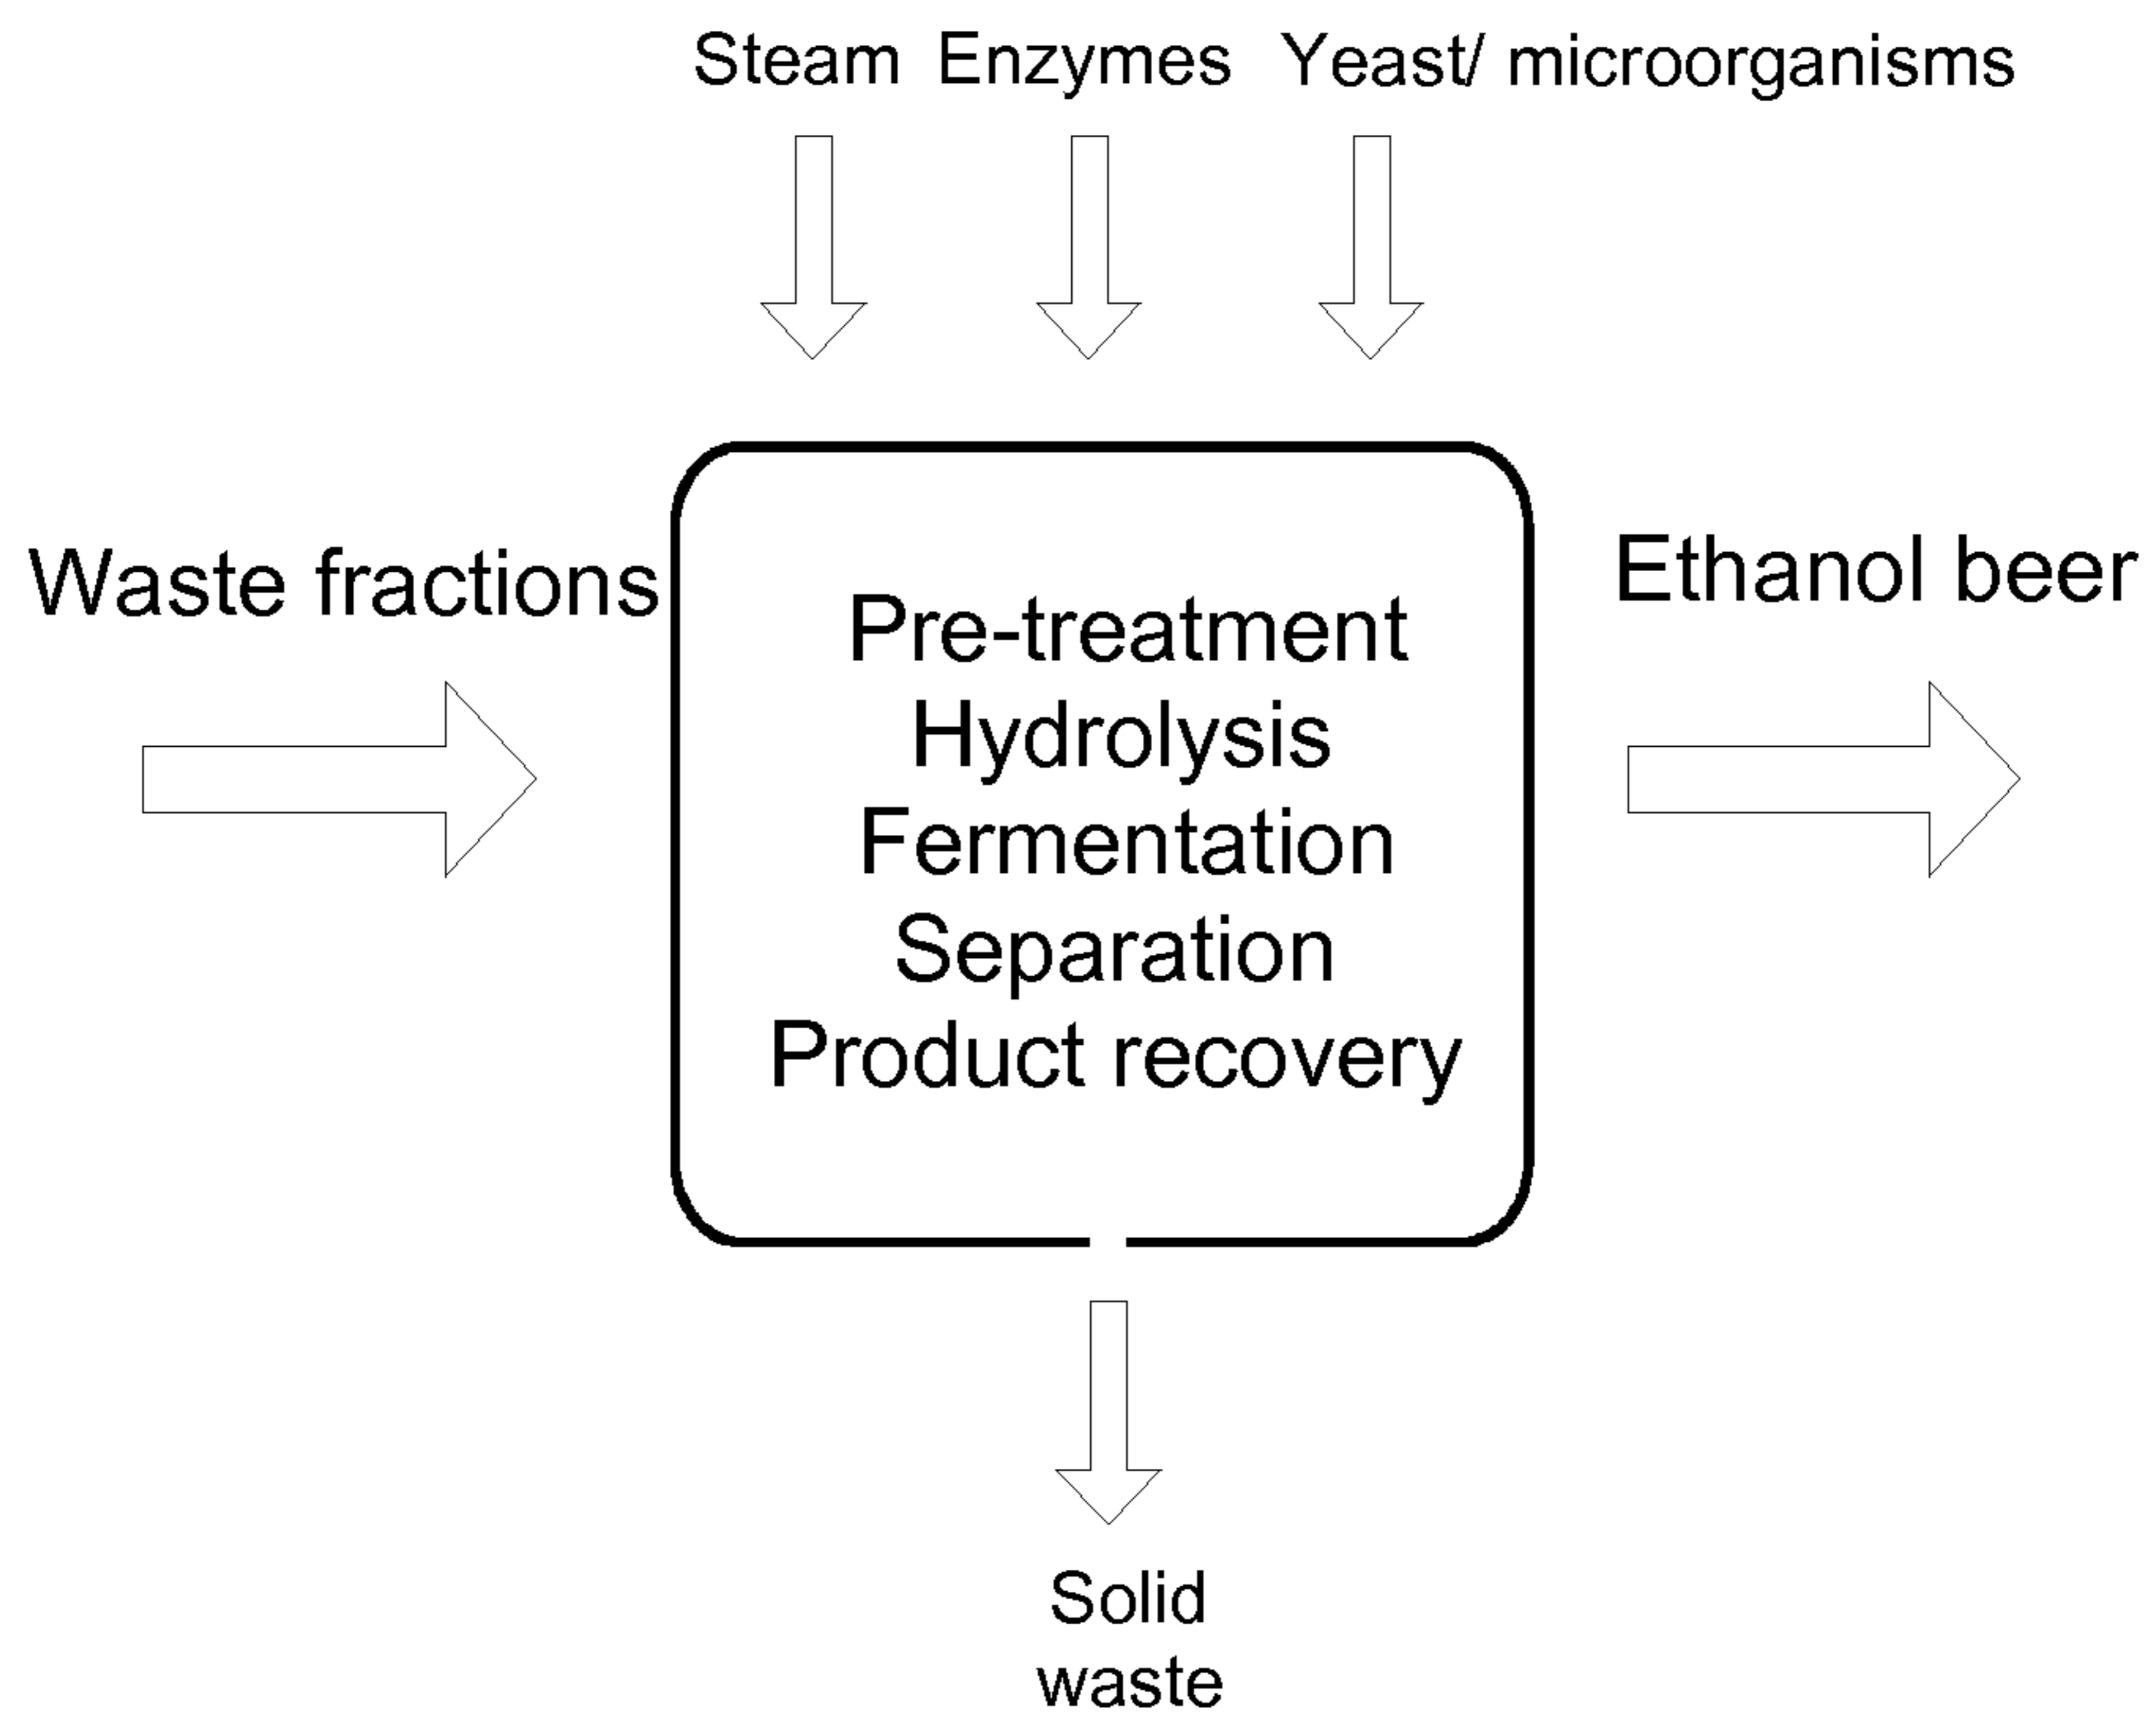 Steam Enzymes Yeast/ microorganisms
Waste fractions
Pre-treatment
Hydrolysis
Fermentation
Separation
Product recovery
Ethanol beer
Solid
waste